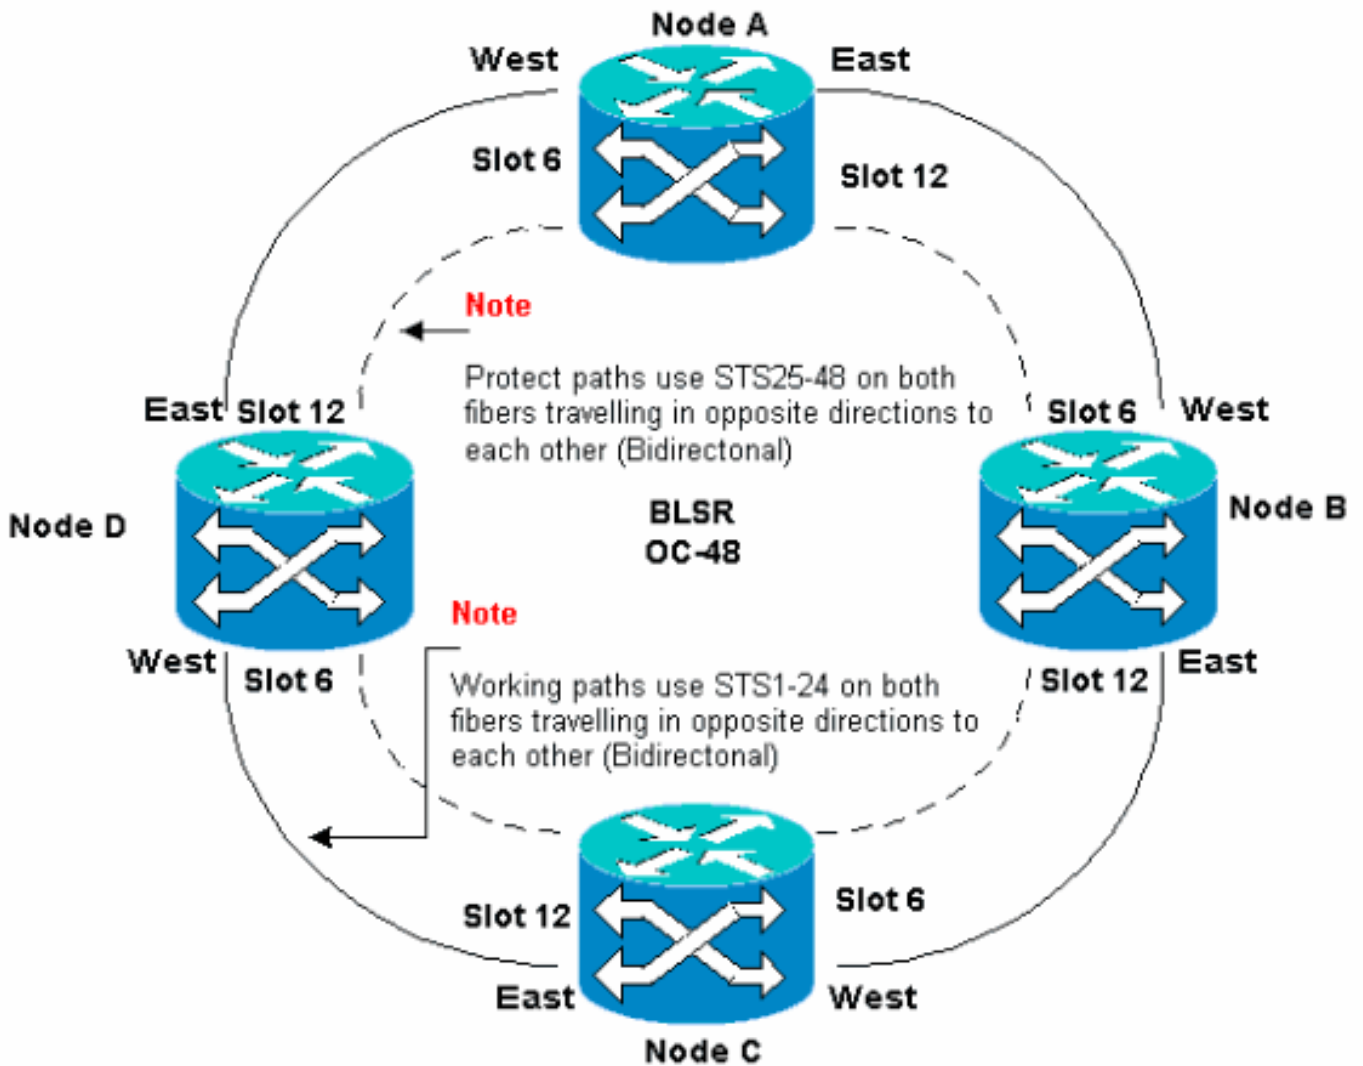 Node A
West
East
Slot 6
Slot 12
Note
Protect paths use STS25-48 on both
fibers travelling in opposite directions to
each other (Bidirectonal)
East
Slot 12
Slot 6
West
BLSR
OC-48
Node D
Node B
Note
West
Slot 6
Working paths use STS1-24 on both
fibers travelling in opposite directions to
each other (Bidirectonal)
Slot 12
East
Slot 12
Slot 6
East
West
Node C